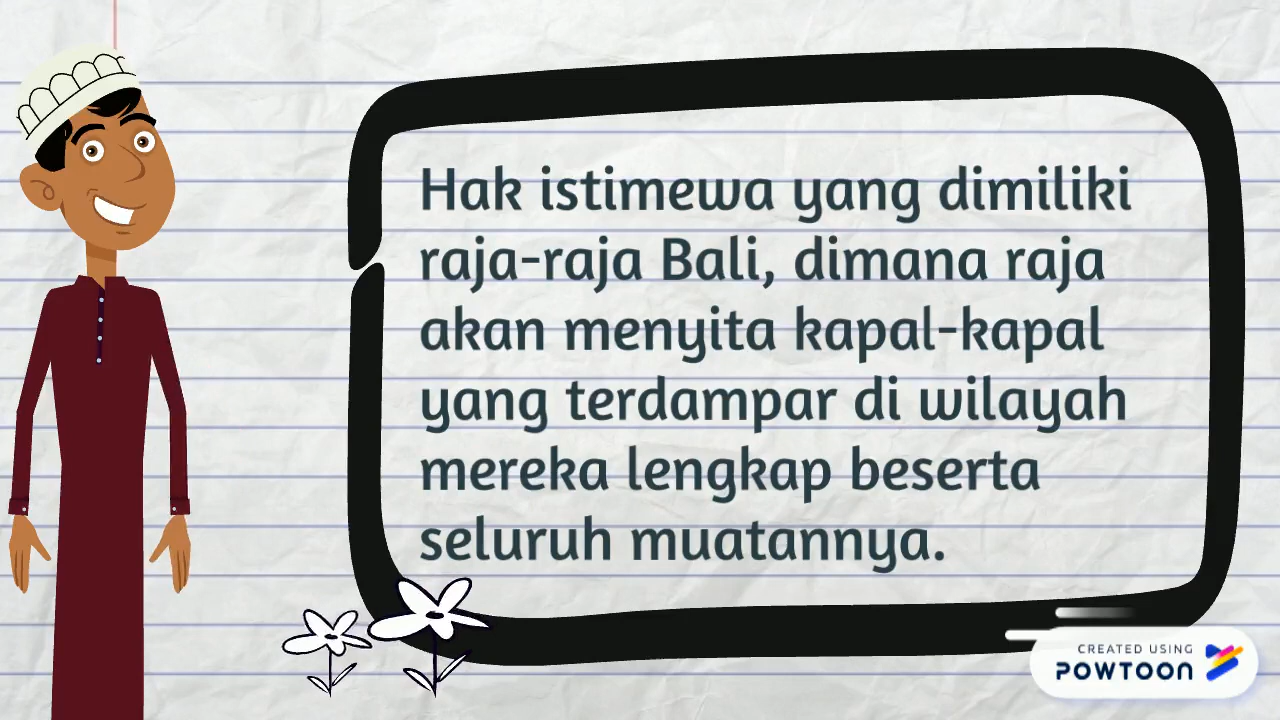 Hak istimewa yang dimiliki
raja-raja Bali, dimana raja
akan menyita kapal-kapal
yang terdampar di wilayah
mereka lengkap beserta
seluruh muatannya.
CREATED USING
POWTOON